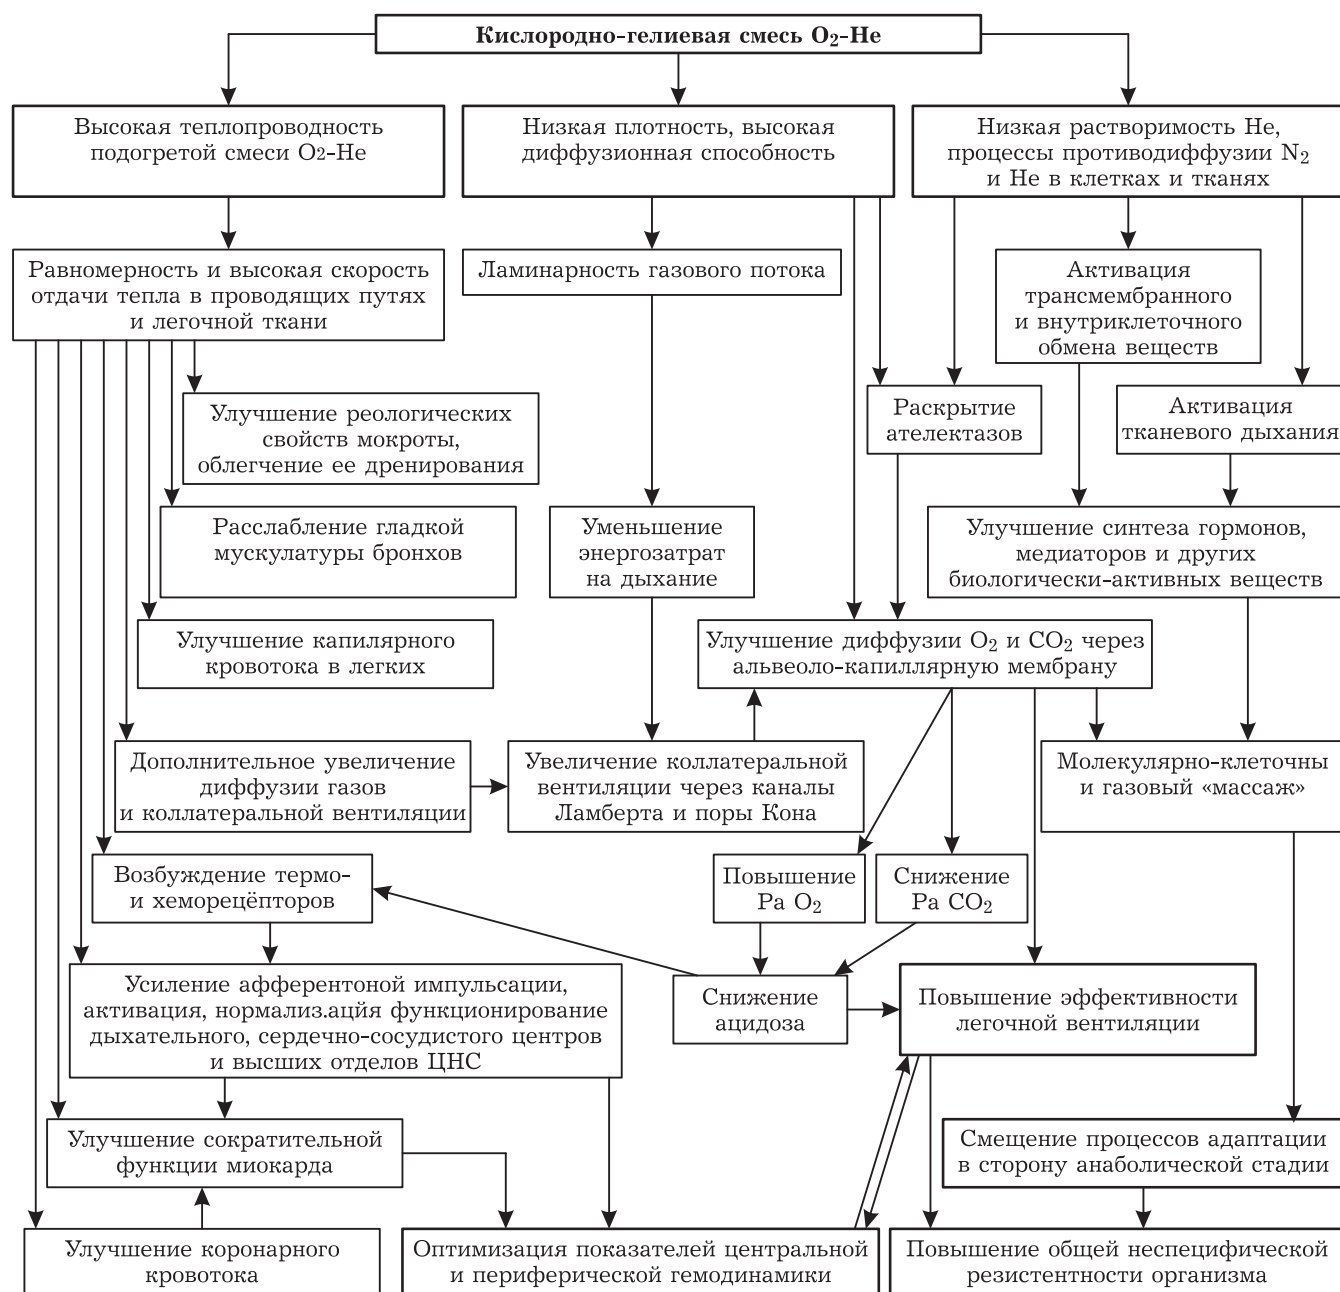 Кислородно-гелиевая смесь O₂-He
Высокая теплопроводность
подогретой смеси O2-He
Низкая плотность, высокая
диффузионная способность
Низкая растворимость He,
процессы противодиффузии N₂
и He в клетках и тканях
Равномерность и высокая скорость
отдачи тепла в проводящих путях
и легочной ткани
Ламинарность газового потока
Активация
трансмембранного
и внутриклеточного
обмена веществ
Улучшение реологических
свойств мокроты,
облегчение ее дренирования
Раскрытие
ателектазов
Активация
тканевого дыхания
Расслабление гладкой
мускулатуры бронхов
Уменьшение
энергозатрат
на дыхание
Улучшение синтеза гормонов,
медиаторов и других
биологически-активных веществ
Улучшение капилярного
кровотока в легких
Улучшение диффузии O₂ и CO₂ через
альвеоло-капиллярную мембрану
Дополнительное увеличение
диффузии газов
и коллатеральной вентиляции
Увеличение коллатеральной
вентиляции через каналы
Ламберта и поры Кона
Молекулярно-клеточны
и газовый «массаж»
Возбуждение термо-
и хеморецёпторов
Повышение
Pa O₂
Снижение
Pa CO₂
Усиление афферентоной импульсации,
активация, нормализ.ацйя функционирование
дыхательного, сердечно-сосудистого центров
и высших отделов ЦНС
Снижение
ацидоза
Повышение эффективности
легочной вентиляции
Улучшение сократительной
функции миокарда
Смещение процессов адаптации
в сторону анаболической стадии
Улучшение коронарного
кровотока
Оптимизация показателей центральной
и периферической гемодинамики
Повышение общей неспецифической
резистентности организма